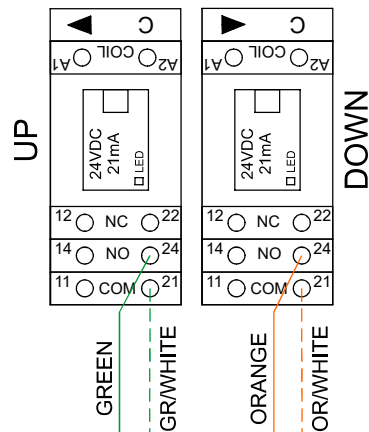 C
C
A1 COIL A2
A1 COIL A2
UP
24VDC
21mA
LED
24VDC
21mA
LED
DOWN
12 NC 22
12 NC 22
14 NO 24
14 NO 24
11 COM 21
11 COM 21
GREEN
GR/WHITE
ORANGE
OR/WHITE